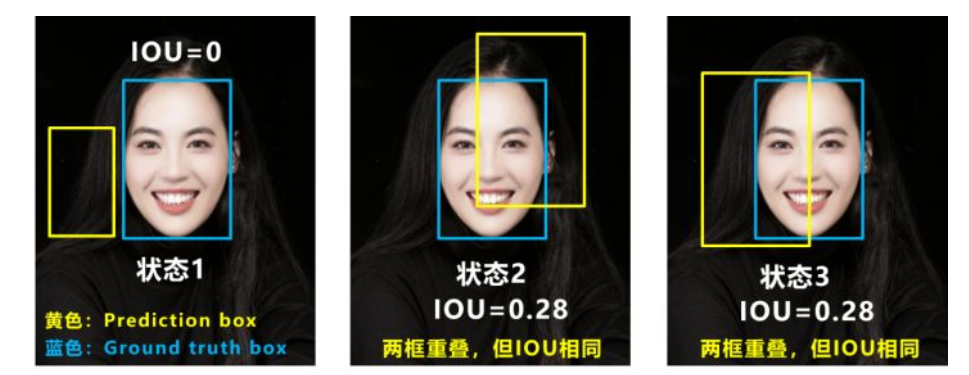 IOU=0
状态1
黄色：Prediction box
蓝色：Ground truth box
状态2
IOU=0.28
两框重叠，但IOU相同
状态3
IOU=0.28
两框重叠，但IOU相同